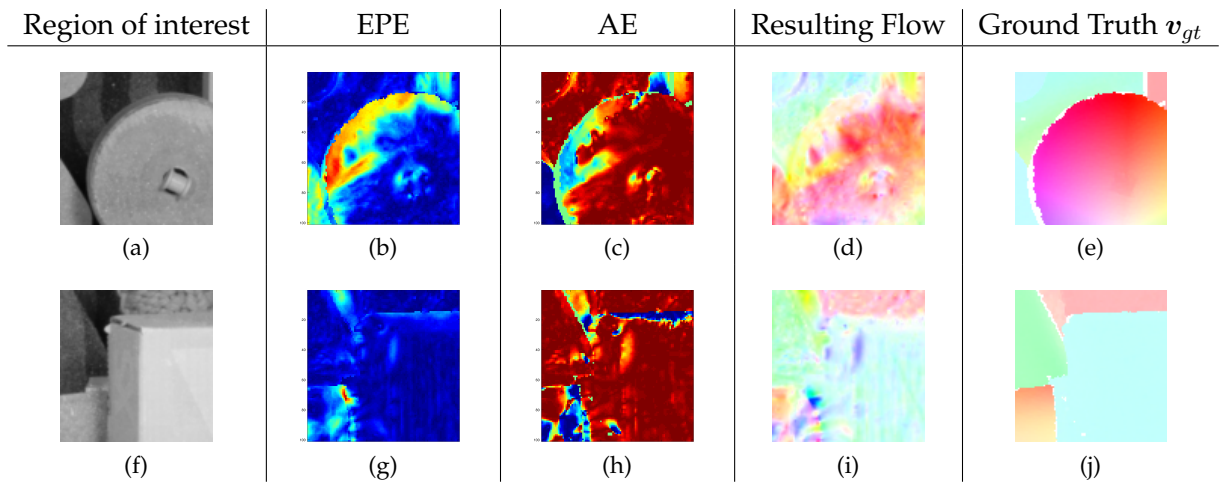 Region of interest EPE AE Resulting Flow Ground Truth v_gt
(a) (b) (c) (d) (e)
(f) (g) (h) (i) (j)